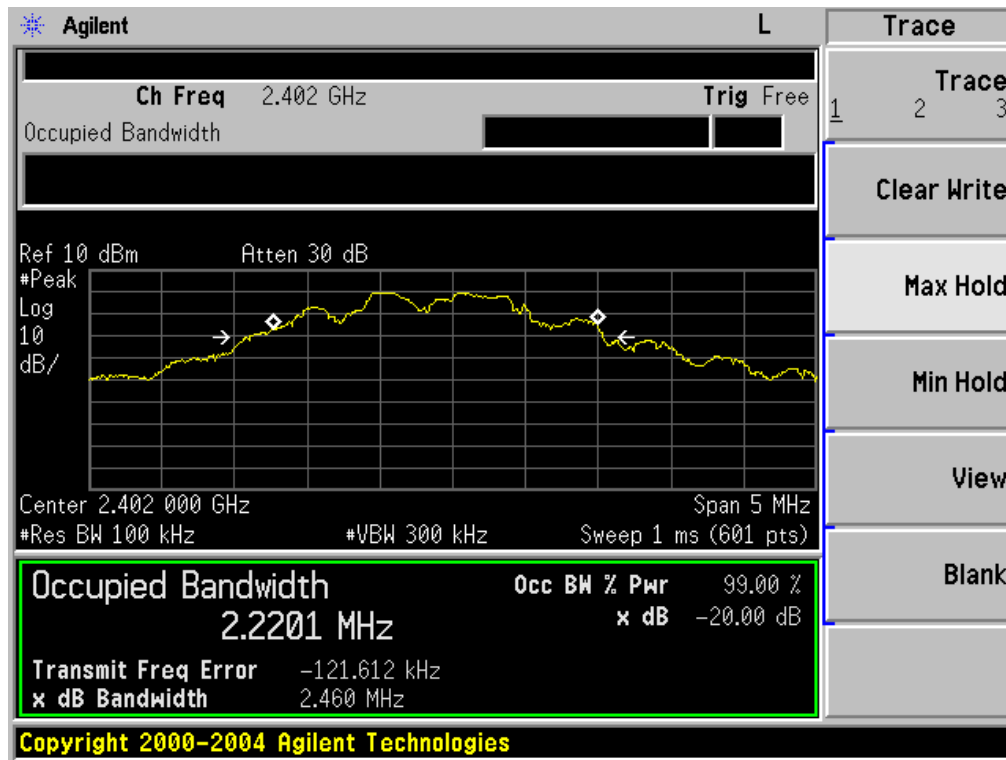 Agilent L Trace
Ch Freq 2.402 GHz Trig Free
Occupied Bandwidth
Trace
1 2 3
Clear Write
Max Hold
Min Hold
View
Blank
Ref 10 dBm Atten 30 dB
#Peak
Log
10
dB/
Center 2.402 000 GHz Span 5 MHz
#Res BW 100 kHz #VBW 300 kHz Sweep 1 ms (601 pts)
Occupied Bandwidth Occ BW % Pwr 99.00 %
2.2201 MHz x dB -20.00 dB
Transmit Freq Error -121.612 kHz
x dB Bandwidth 2.460 MHz
Copyright 2000-2004 Agilent Technologies